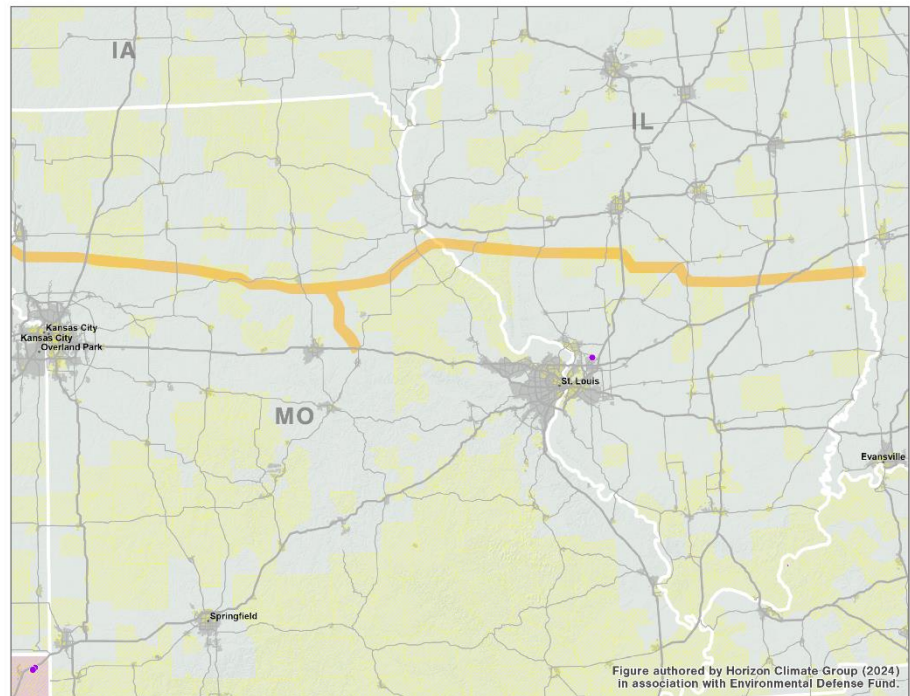 IA
IL
Kansas City
Kansas City
Overland Park
St. Louis
MO
Evansville
Springfield
Figure authored by Horizon Climate Group (2024)
in association with Environmental Defense Fund.